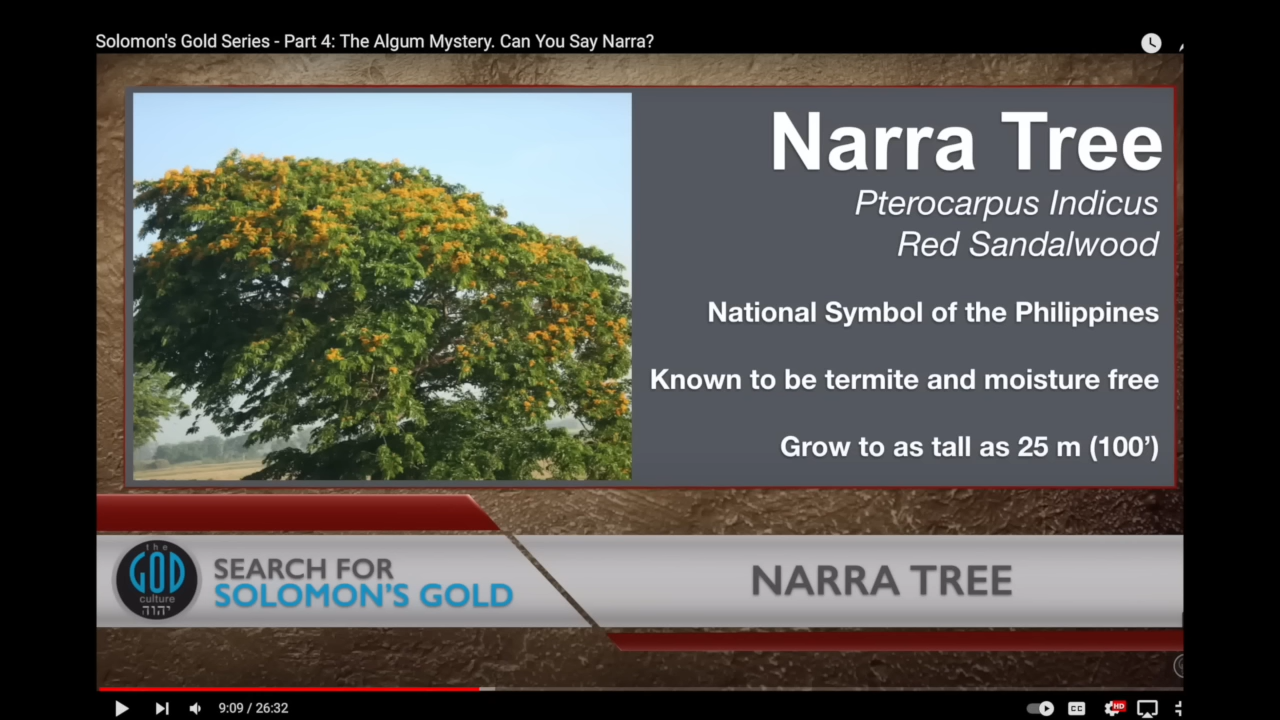 Solomon's Gold Series - Part 4: The Algum Mystery. Can You Say Narra?
Narra Tree
Pterocarpus Indicus
Red Sandalwood
National Symbol of the Philippines
Known to be termite and moisture free
Grow to as tall as 25 m (100’)
the
GOD
culture
יהוה
SEARCH FOR
SOLOMON’S GOLD
NARRA TREE
9:09 / 26:32
CC
HD